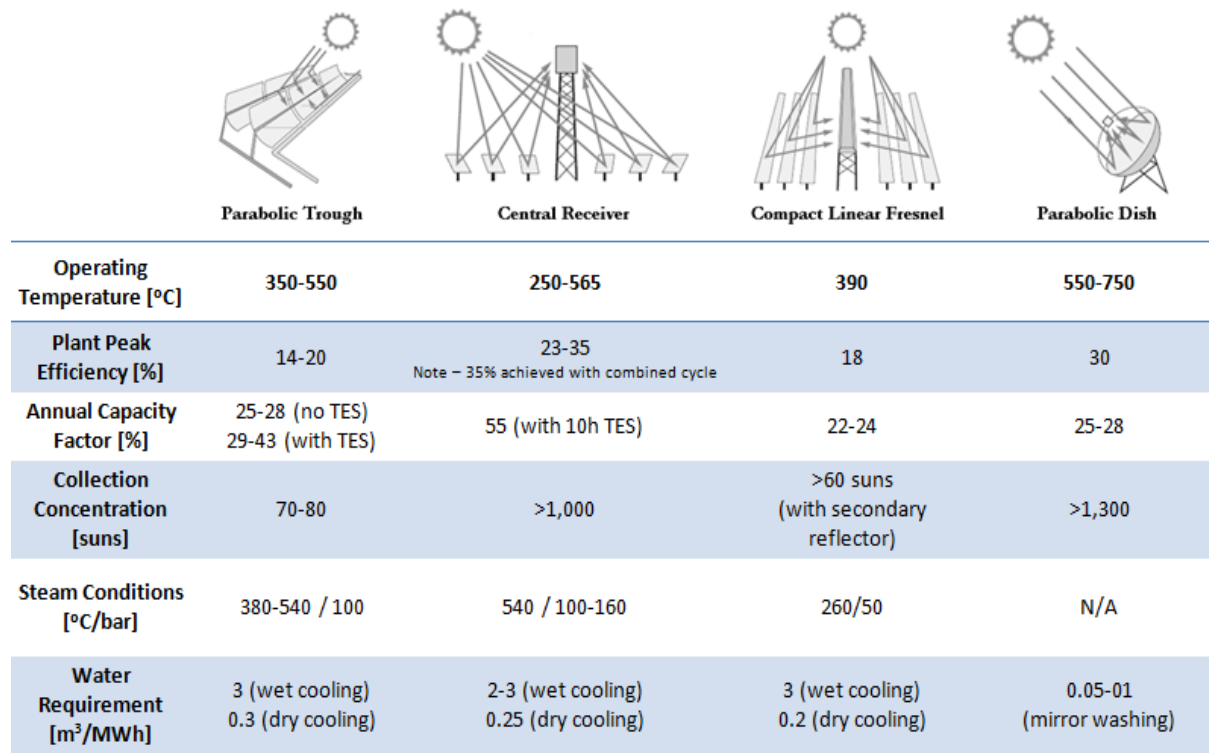 Parabolic Trough
Central Receiver
Compact Linear Fresnel
Parabolic Dish
Operating
Temperature [ºC]
350-550
250-565
390
550-750
Plant Peak
Efficiency [%]
14-20
23-35
Note – 35% achieved with combined cycle
18
30
Annual Capacity
Factor [%]
25-28 (no TES)
29-43 (with TES)
55 (with 10h TES)
22-24
25-28
Collection
Concentration
[suns]
70-80
>1,000
>60 suns
(with secondary
reflector)
>1,300
Steam Conditions
[ºC/bar]
380-540 / 100
540 / 100-160
260/50
N/A
Water
Requirement
[m³/MWh]
3 (wet cooling)
0.3 (dry cooling)
2-3 (wet cooling)
0.25 (dry cooling)
3 (wet cooling)
0.2 (dry cooling)
0.05-01
(mirror washing)